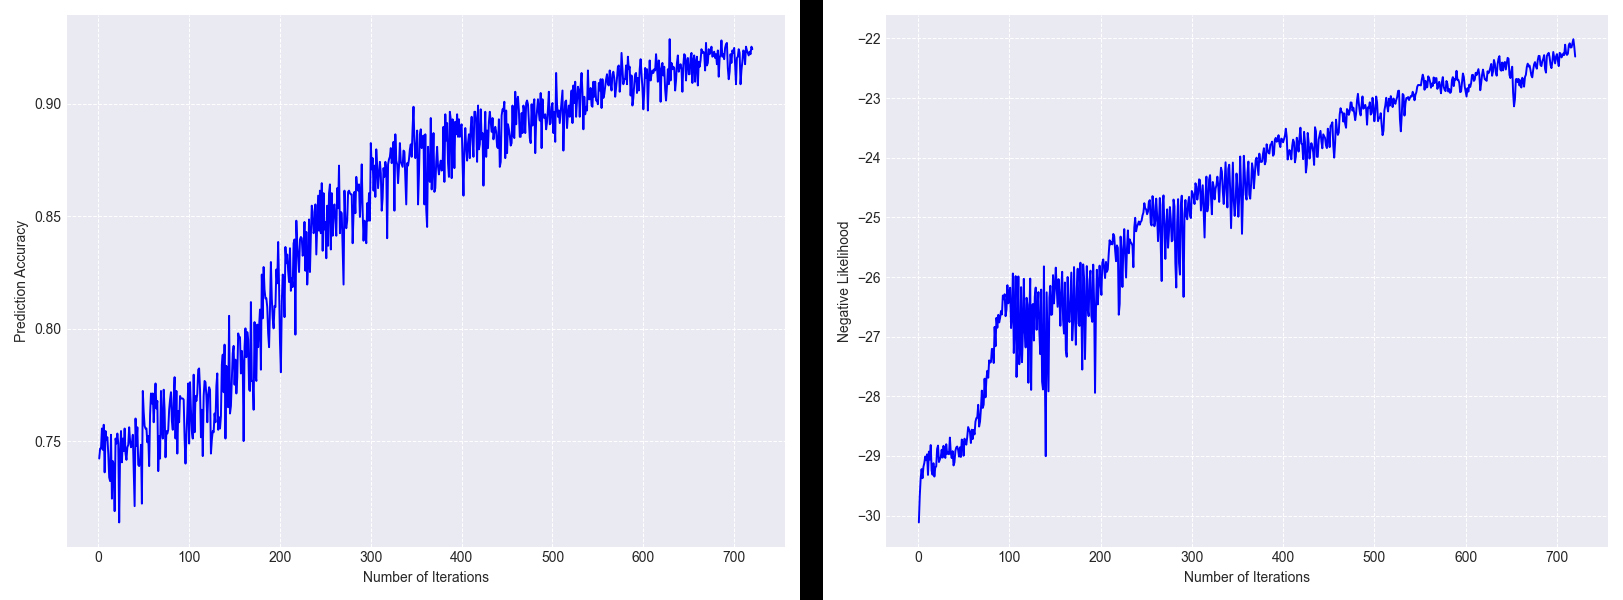 0.90
0.85
0.80
0.75
Prediction Accuracy
0 100 200 300 400 500 600 700
Number of Iterations
−22
−23
−24
−25
−26
−27
−28
−29
−30
Negative Likelihood
0 100 200 300 400 500 600 700
Number of Iterations